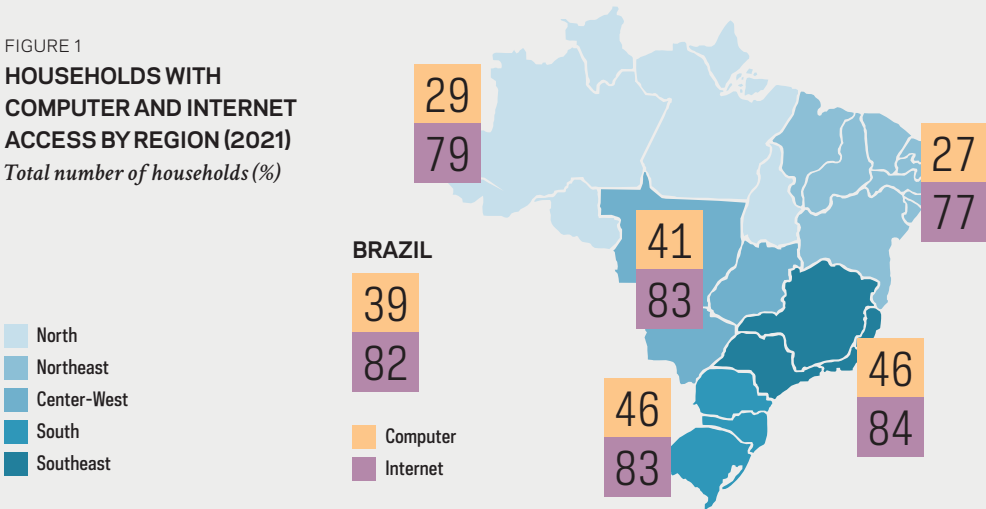 FIGURE 1
HOUSEHOLDS WITH
COMPUTER AND INTERNET
ACCESS BY REGION (2021)
Total number of households (%)
29
79
27
77
41
83
BRAZIL
39
82
46
84
46
83
North
Northeast
Center-West
South
Southeast
Computer
Internet